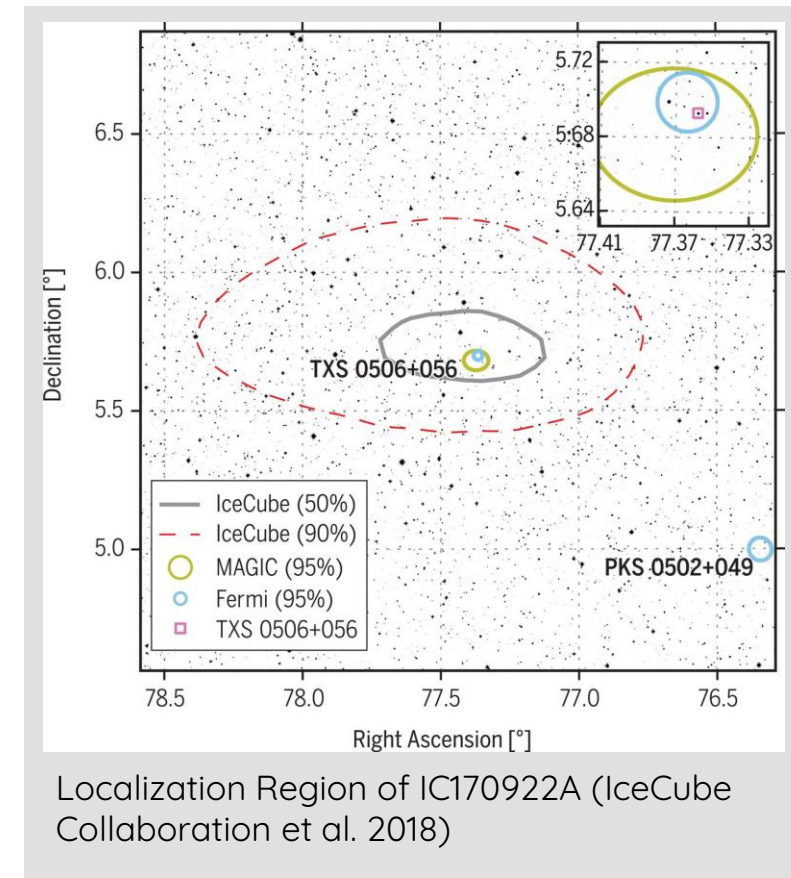 5.72
5.68
5.64
77.41 77.37 77.33
6.5
6.0
5.5
5.0
Declination [°]
TXS 0506+056
PKS 0502+049
IceCube (50%)
IceCube (90%)
MAGIC (95%)
Fermi (95%)
TXS 0506+056
78.5 78.0 77.5 77.0 76.5
Right Ascension [°]
Localization Region of IC170922A (IceCube
Collaboration et al. 2018)